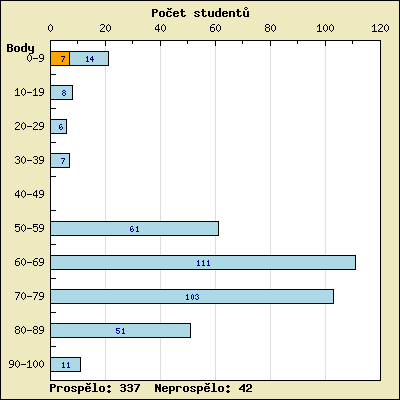 Počet studentů
0 20 40 60 80 100 120
Body
0-9 7 14
10-19 8
20-29 6
30-39 7
40-49
50-59 61
60-69 111
70-79 103
80-89 51
90-100 11
Prospělo: 337 Neprospělo: 42